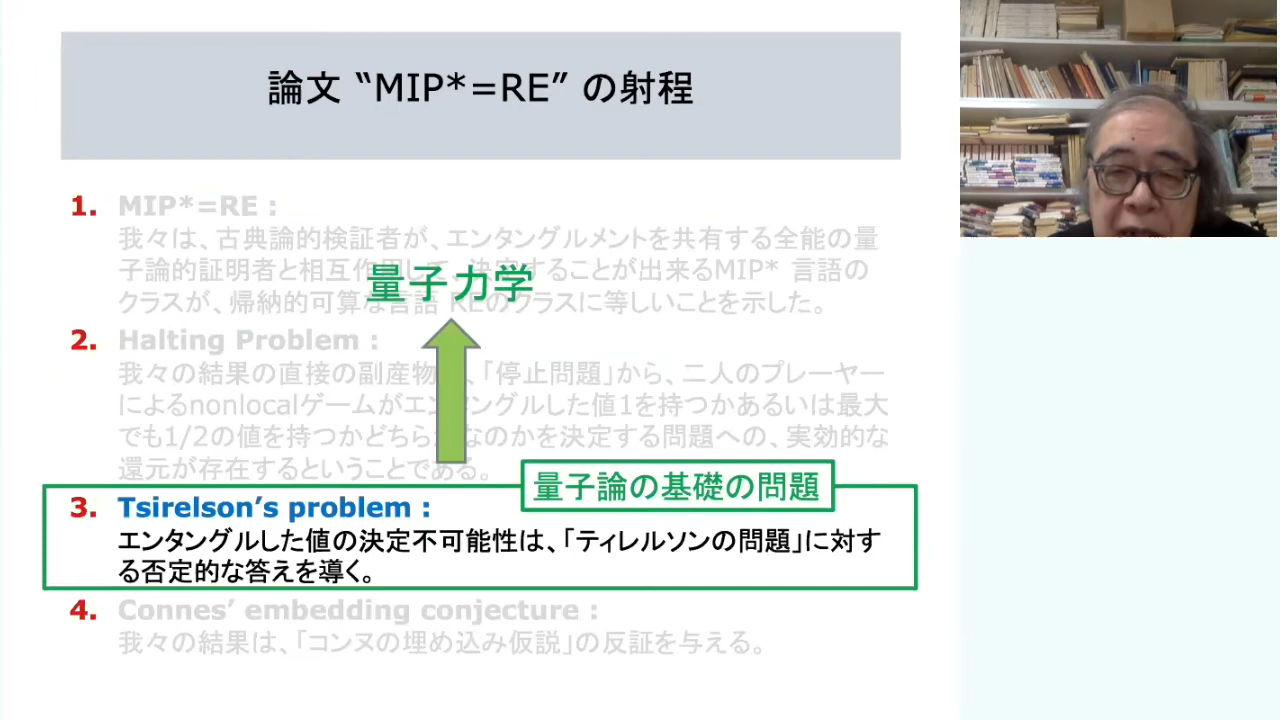 論文 “MIP*=RE” の射程
1. MIP*=RE :
我々は、古典論的検証者が、エンタングルメントを共有する全能の量
子論的証明者と相互作用して、決定することが出来るMIP* 言語の
クラスが、帰納的可算な言語 REのクラスに等しいことを示した。
量子力学
2. Halting Problem :
我々の結果の直接の副産物、「停止問題」から、二人のプレーヤー
によるnonlocalゲームがエンタングルした値1を持つかあるいは最大
でも1/2の値を持つかどちらなのかを決定する問題への、実効的な
還元が存在するということである。
量子論の基礎の問題
3. Tsirelson’s problem :
エンタングルした値の決定不可能性は、「ティレルソンの問題」に対す
る否定的な答えを導く。
4. Connes’ embedding conjecture :
我々の結果は、「コンヌの埋め込み仮説」の反証を与える。